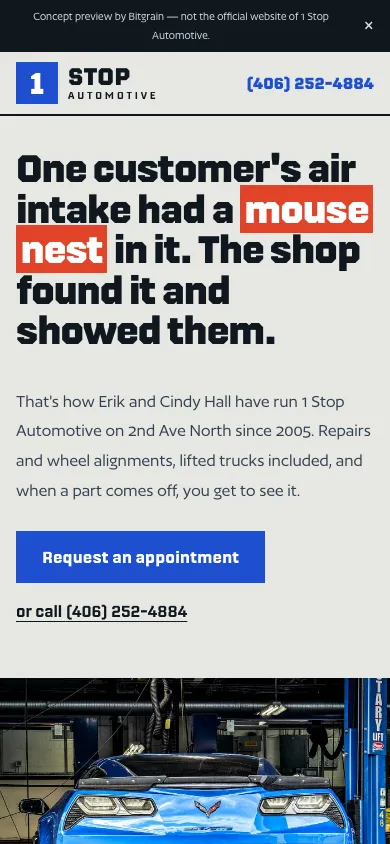 Concept preview by Bitgrain — not the official website of 1 Stop
Automotive.
×
1
STOP
AUTOMOTIVE
(406) 252-4884
One customer's air
intake had a mouse
nest in it. The shop
found it and
showed them.
That's how Erik and Cindy Hall have run 1 Stop
Automotive on 2nd Ave North since 2005. Repairs
and wheel alignments, lifted trucks included, and
when a part comes off, you get to see it.
Request an appointment
or call (406) 252-4884
TARY
LIFT